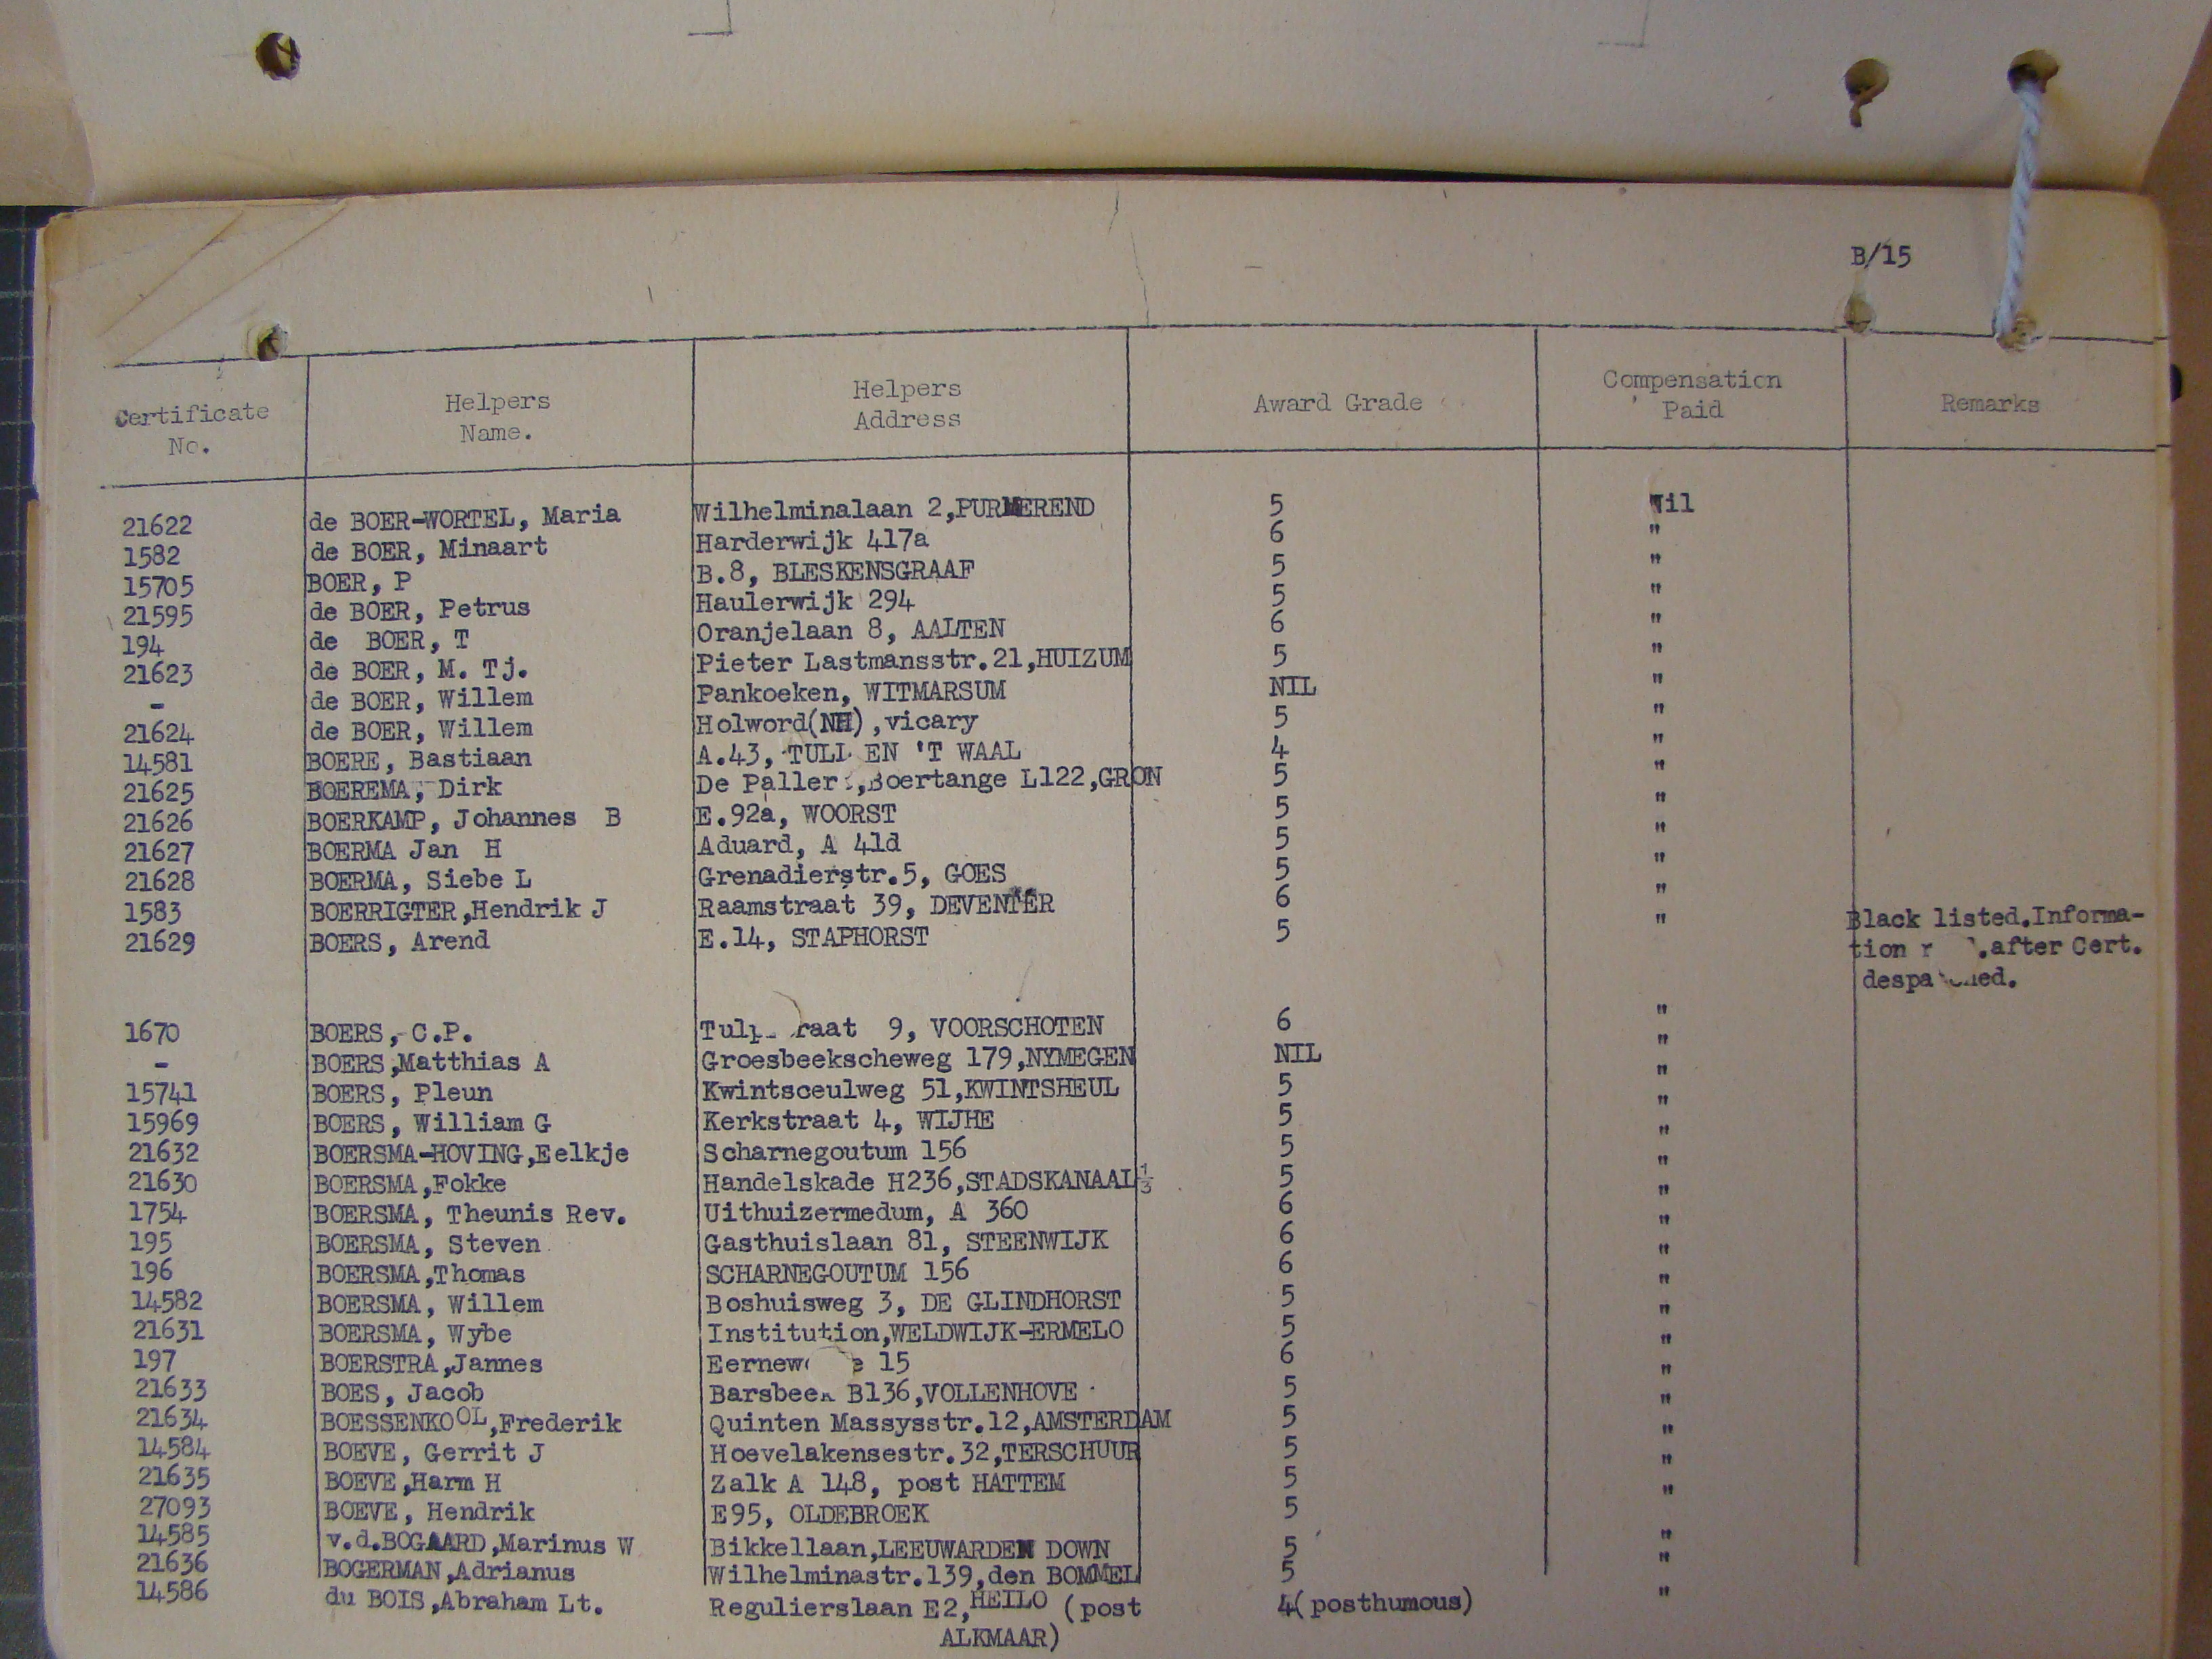 B/15
Certificate No. Helpers Name. Helpers Address Award Grade Compensation Paid Remarks
21622 de BOER-WORTEL, Maria Wilhelminalaan 2,PURMEREND 5 Nil
1582 de BOER, Minaart Harderwijk 417a 6 "
15705 BOER, P B.8, BLESKENSGRAAF 5 "
21595 de BOER, Petrus Haulerwijk 294 5 "
194 de BOER, T Oranjelaan 8, AALTEN 6 "
21623 de BOER, M. Tj. Pieter Lastmansstr.21,HUIZUM 5 "
- de BOER, Willem Pankoeken, WITMARSUM NIL "
21624 de BOER, Willem Holword(NH),vicary 5 "
14581 BOERE, Bastiaan A.43, TULL EN 'T WAAL 4 "
21625 BOEREMA, Dirk De Boertange L122,GRON 5 "
21626 BOERKAMP, Johannes B E.92a, WOORST 5 "
21627 BOERMA Jan H Aduard, A 41d 5 "
21628 BOERMA, Siebe L Grenadierstr.5, GOES 5 "
1583 BOERRIGTER,Hendrik J Raamstraat 39, DEVENTER 6 "
21629 BOERS, Arend E.14, STAPHORST 5 " Black listed.Informa-
tion .after Cert.
despatched.
1670 BOERS, C.P. 9, VOORSCHOTEN 6 "
- BOERS,Matthias A Groesbeekscheweg 179,NYMEGEN NIL "
15741 BOERS, Pleun Kwintsceulweg 51,KWINTSHEUL 5 "
15969 BOERS, William G Kerkstraat 4, WIJHE 5 "
21632 BOERSMA-HOVING,Eelkje Scharnegoutum 156 5 "
21630 BOERSMA,Fokke Handelskade H236,STADSKANAAL 1/3 5 "
1754 BOERSMA, Theunis Rev. Uithuizermedum, A 360 6 "
195 BOERSMA, Steven Gasthuislaan 81, STEENWIJK 6 "
196 BOERSMA,Thomas SCHARNEGOUTUM 156 6 "
14582 BOERSMA, Willem Boshuisweg 3, DE GLINDHORST 5 "
21631 BOERSMA, Wybe Institution,WELDWIJK-ERMELO 5 "
197 BOERSTRA,Jannes 15 6 "
21633 BOES, Jacob Barsbeek B136,VOLLENHOVE 5 "
21634 BOESSENKOOL,Frederik Quinten Massysstr.12,AMSTERDAM 5 "
14584 BOEVE, Gerrit J Hoevelakensestr.32,TERSCHUUR 5 "
21635 BOEVE,Harm H Zalk A 148, post HATTEM 5 "
27093 BOEVE, Hendrik E95, OLDEBROEK 5 "
14585 v.d.BOGAARD,Marinus W Bikkellaan,LEEUWARDEN DOWN 5 "
21636 BOGERMAN,Adrianus Wilhelminastr.139,den BOMMEL 5 "
14586 du BOIS,Abraham Lt. Regulierslaan E2,HEILO (post 4(posthumous) "
ALKMAAR)